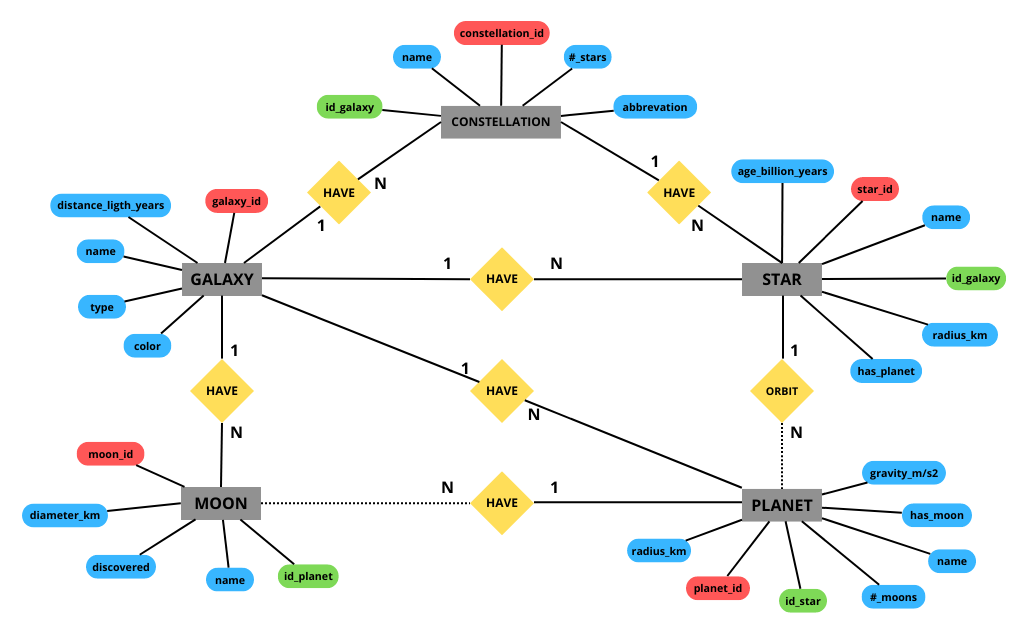 constellation_id
name
#_stars
id_galaxy
abbrevation
CONSTELLATION
HAVE
N
1
1
HAVE
N
age_billion_years
star_id
name
id_galaxy
radius_km
has_planet
STAR
distance_ligth_years
galaxy_id
name
type
color
GALAXY
1
HAVE
N
1
HAVE
N
1
HAVE
N
1
ORBIT
N
moon_id
diameter_km
discovered
name
id_planet
MOON
N
HAVE
1
PLANET
gravity_m/s2
has_moon
name
#_moons
id_star
planet_id
radius_km